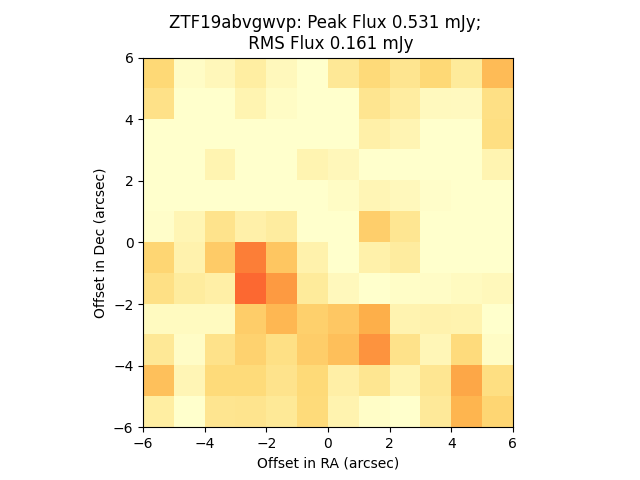 ZTF19abvgwvp: Peak Flux 0.531 mJy;
RMS Flux 0.161 mJy
6
4
2
0
−2
−4
−6
Offset in Dec (arcsec)
−6 −4 −2 0 2 4 6
Offset in RA (arcsec)